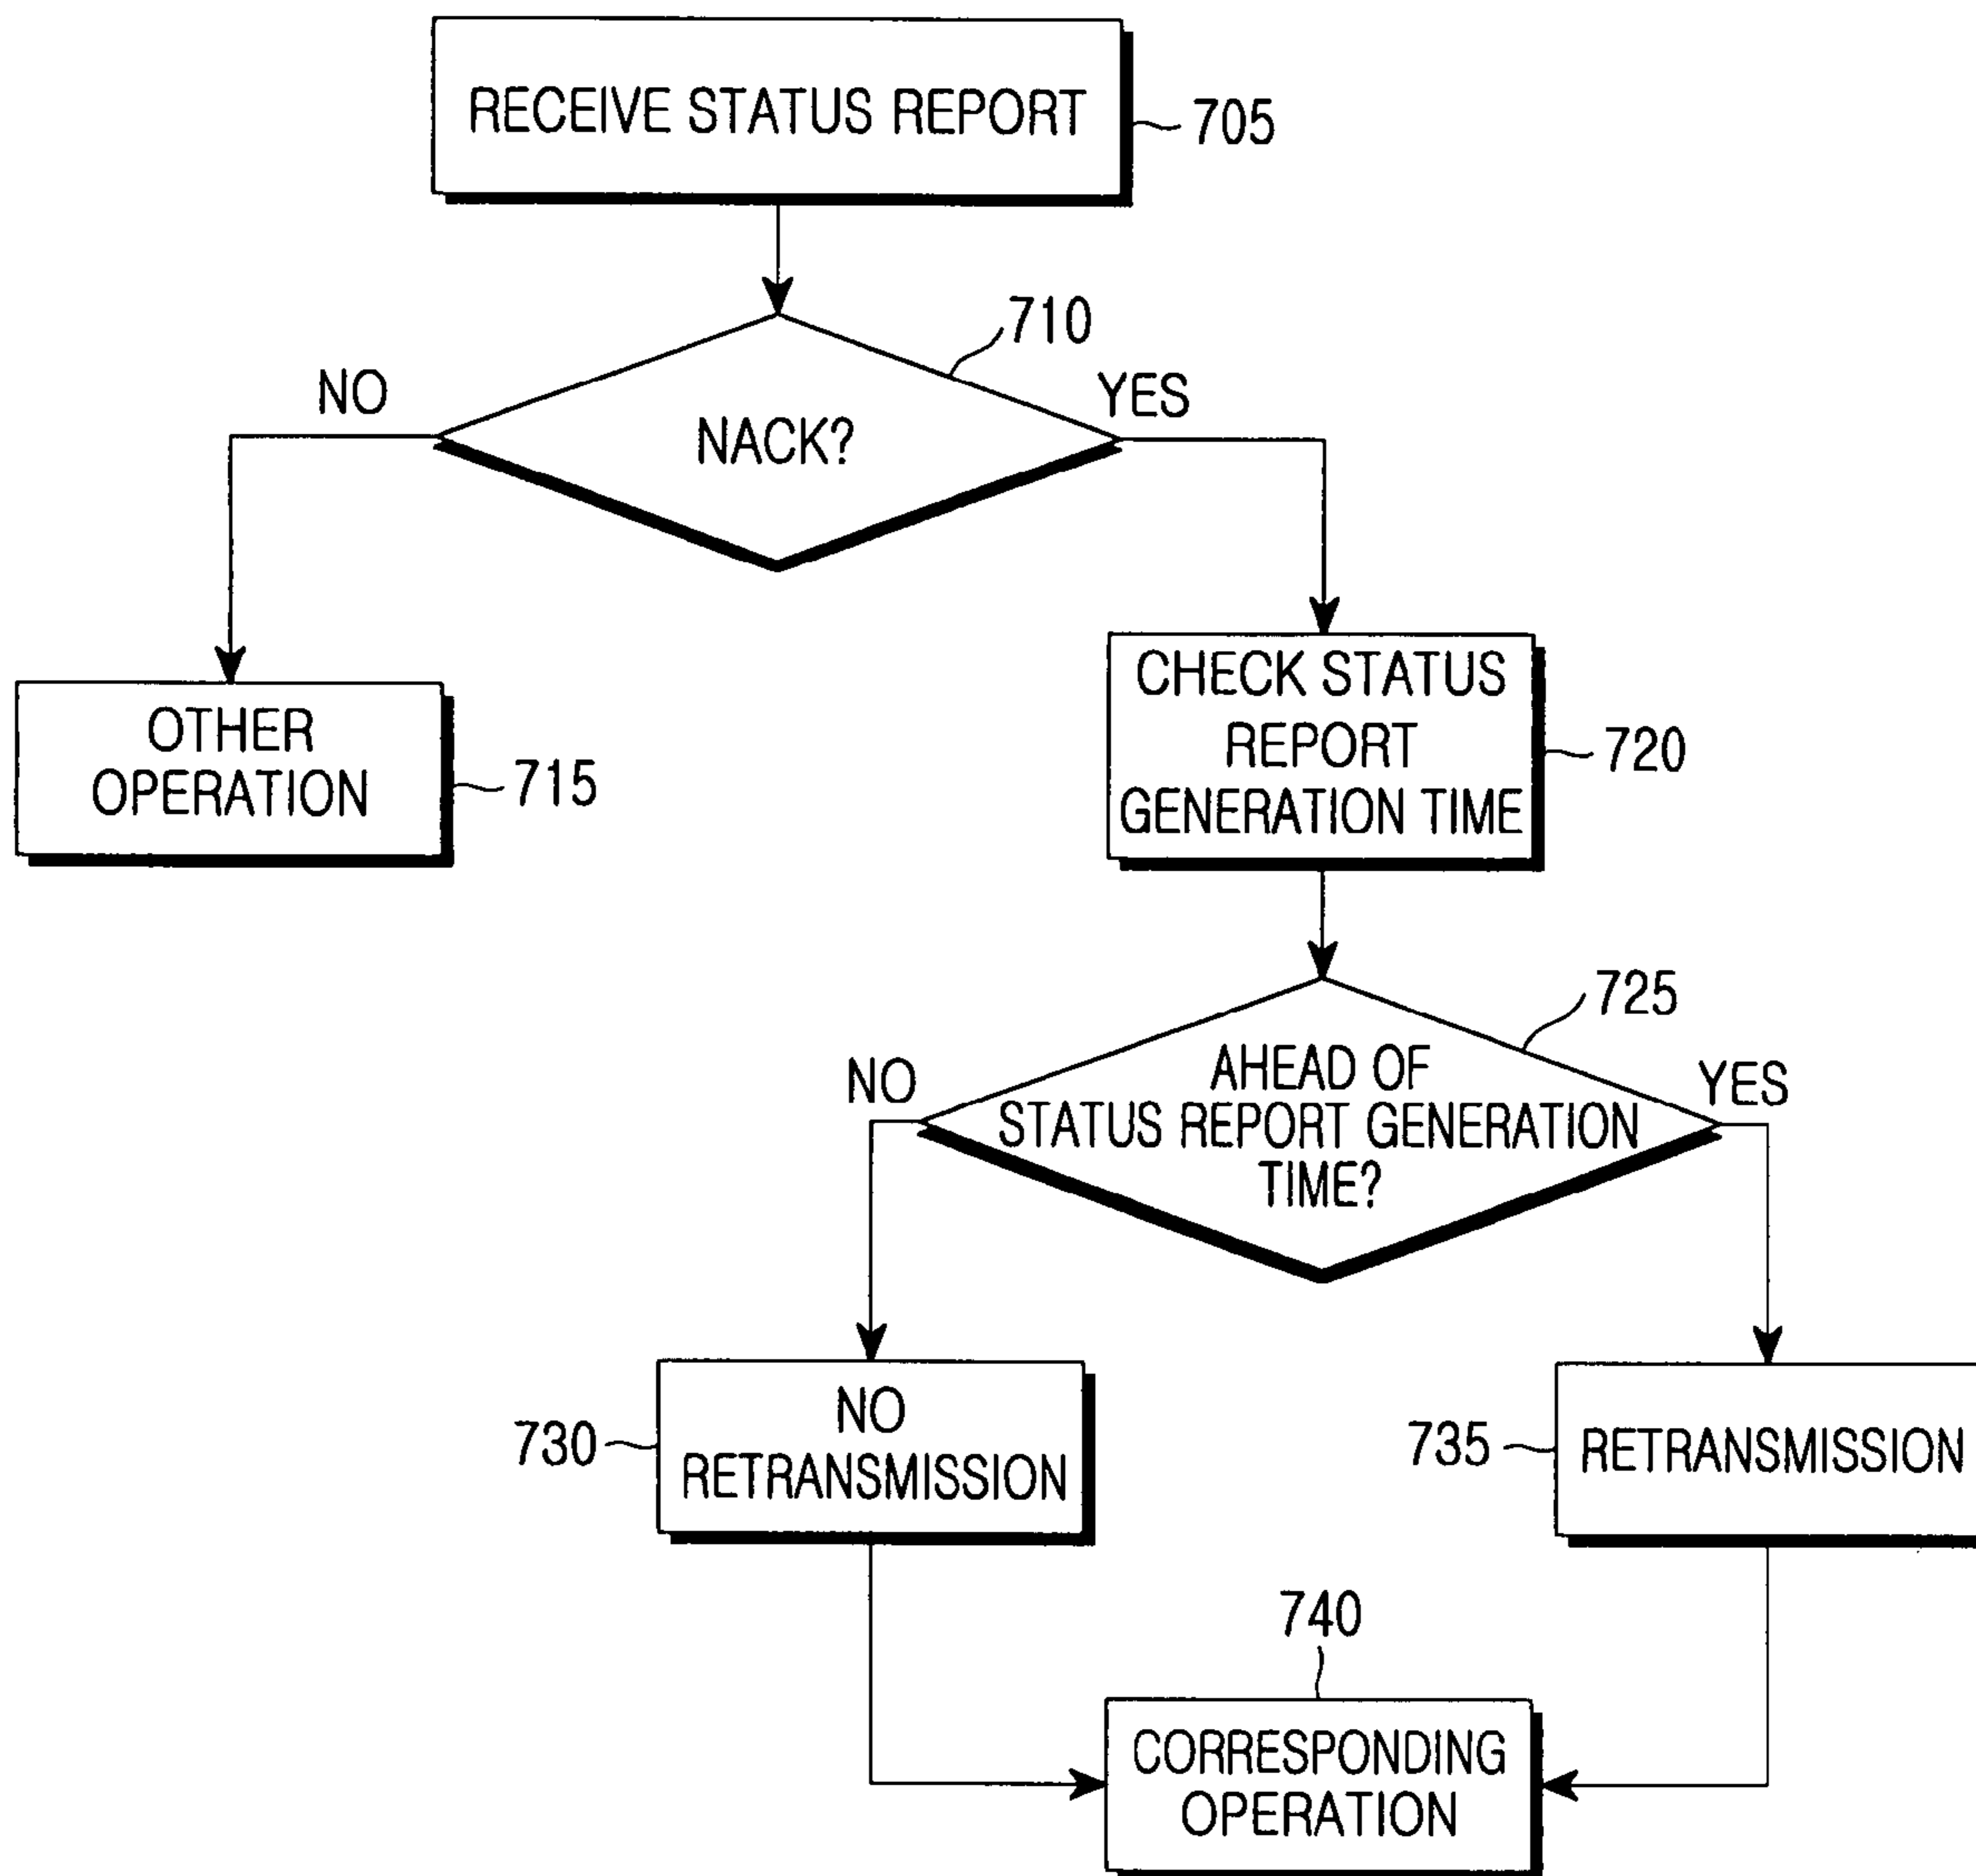 RECEIVE STATUS REPORT
705
710
NO
YES
NACK?
OTHER
OPERATION
715
CHECK STATUS
REPORT
GENERATION TIME
720
725
NO
YES
AHEAD OF
STATUS REPORT GENERATION
TIME?
730
NO
RETRANSMISSION
735
RETRANSMISSION
740
CORRESPONDING
OPERATION